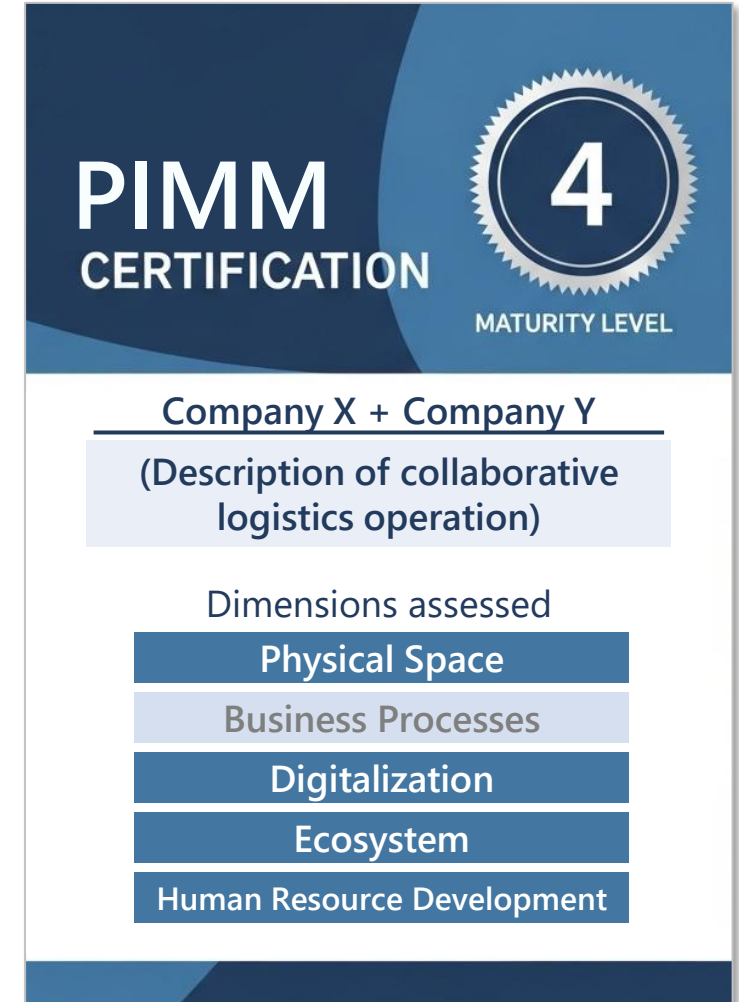 PIMM
CERTIFICATION
4
MATURITY LEVEL
Company X + Company Y
(Description of collaborative
logistics operation)
Dimensions assessed
Physical Space
Business Processes
Digitalization
Ecosystem
Human Resource Development